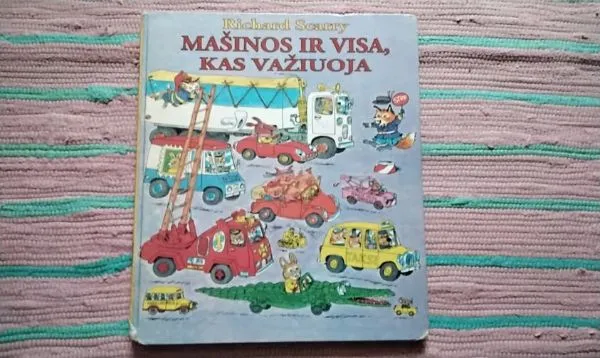 Richard Scarry
MAŠINOS IR VISA,
KAS VAŽIUOJA